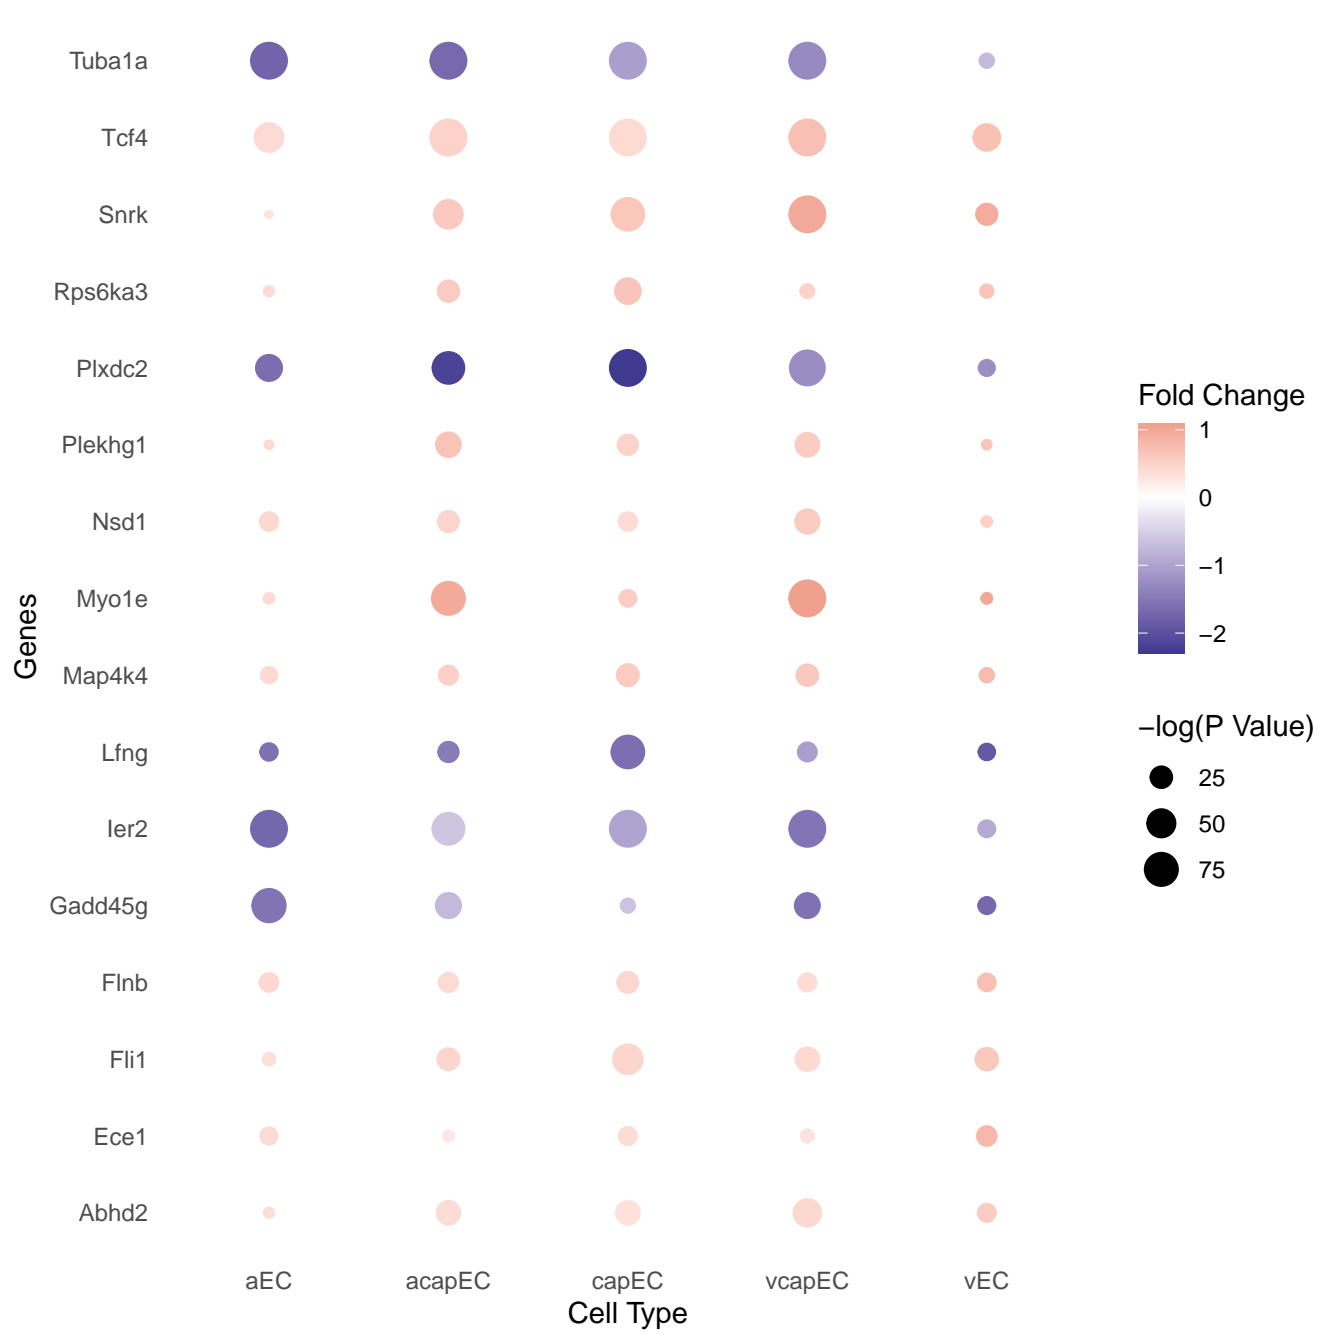 Tuba1a
Tcf4
Snrk
Rps6ka3
Plxdc2
Plekhg1
Nsd1
Myo1e
Map4k4
Lfng
Ier2
Gadd45g
Flnb
Fli1
Ece1
Abhd2
Genes
aEC acapEC capEC vcapEC vEC
Cell Type
Fold Change
1
0
−1
−2
−log(P Value)
25
50
75